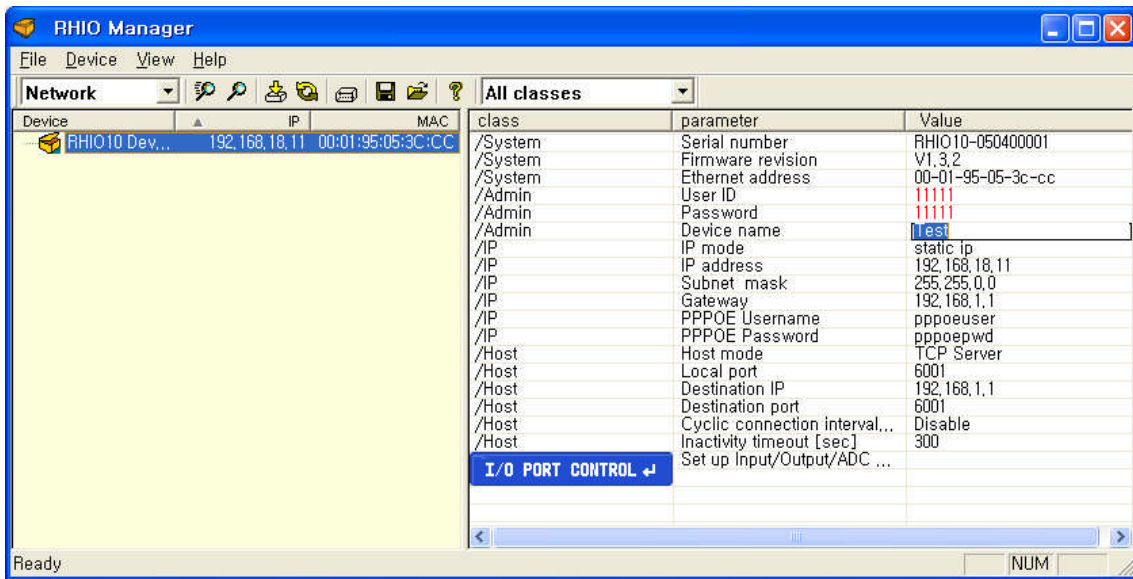 RHIO Manager
File Device View Help
Network All classes
Device IP MAC
RHIO10 Dev... 192.168.18.11 00:01:95:05:3C:CC
class parameter Value
/System Serial number RHIO10-050400001
/System Firmware revision V1.3.2
/System Ethernet address 00-01-95-05-3c-cc
/Admin User ID 11111
/Admin Password 11111
/Admin Device name Test
/IP IP mode static ip
/IP IP address 192.168.18.11
/IP Subnet mask 255.255.0.0
/IP Gateway 192.168.1.1
/IP PPPOE Username pppoeuser
/IP PPPOE Password pppoepwd
/Host Host mode TCP Server
/Host Local port 6001
/Host Destination IP 192.168.1.1
/Host Destination port 6001
/Host Cyclic connection interval... Disable
/Host Inactivity timeout [sec] 300
I/O PORT CONTROL ↵ Set up Input/Output/ADC ...
Ready NUM